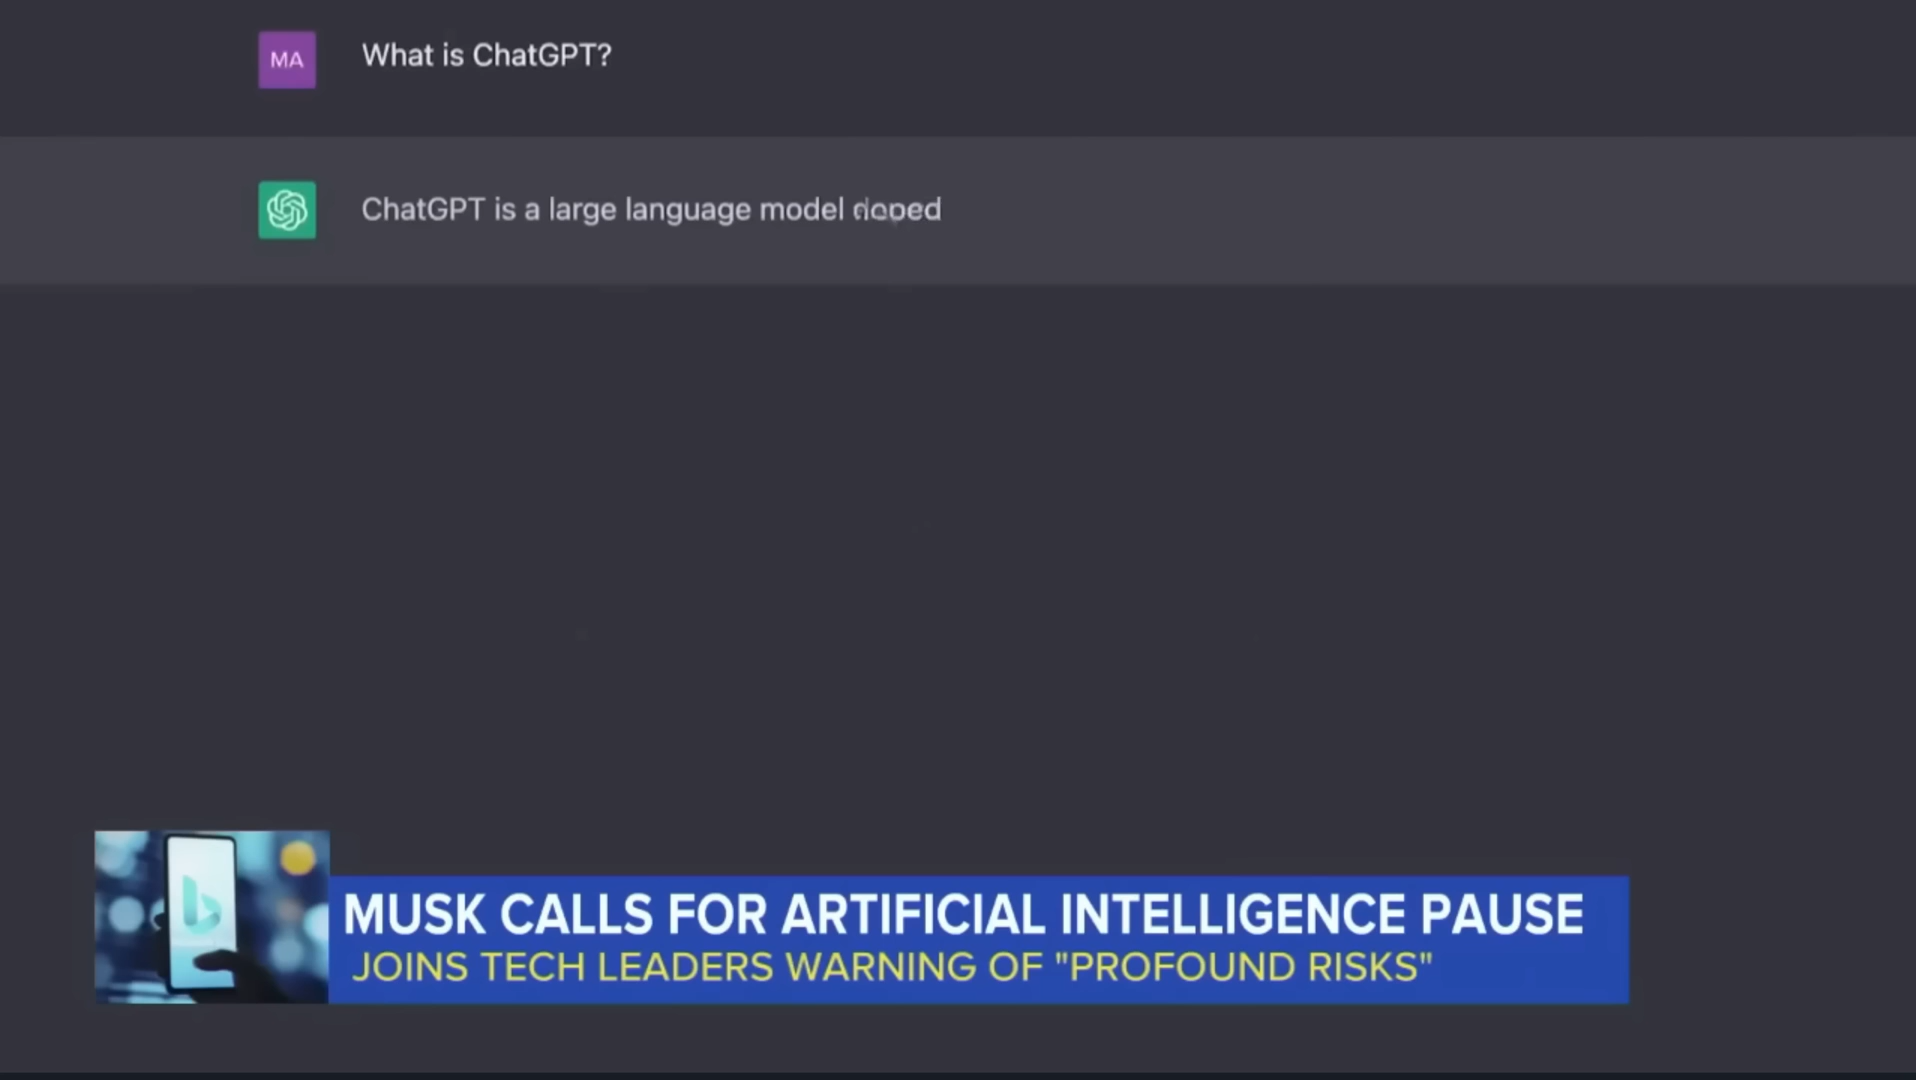 MA
What is ChatGPT?
ChatGPT is a large language model
MUSK CALLS FOR ARTIFICIAL INTELLIGENCE PAUSE
JOINS TECH LEADERS WARNING OF "PROFOUND RISKS"